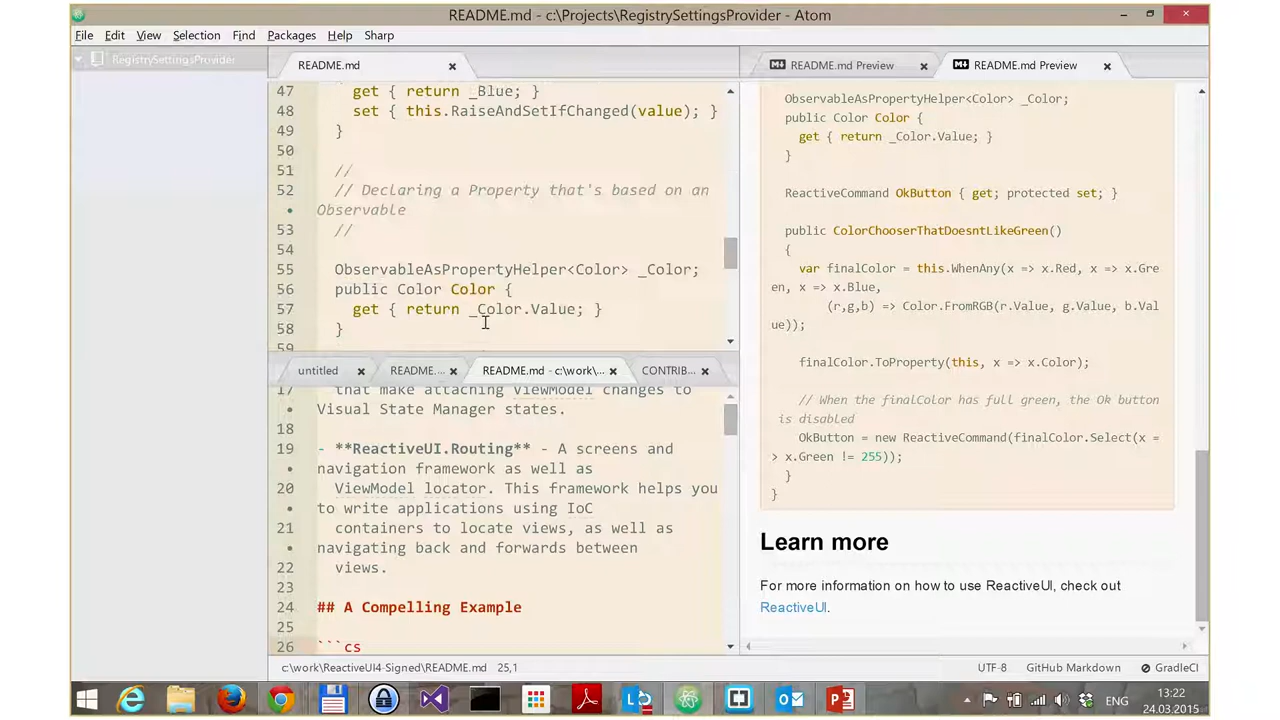 README.md - c:\Projects\RegistrySettingsProvider - Atom
File Edit View Selection Find Packages Help Sharp
RegistrySettingsProvider
README.md
47 get { return _Blue; }
48 set { this.RaiseAndSetIfChanged(value); }
49 }
50
51 //
52 // Declaring a Property that's based on an
• Observable
53 //
54
55 ObservableAsPropertyHelper<Color> _Color;
56 public Color Color {
57 get { return _Color.Value; }
58 }
59
untitled README.... README.md - c:\work\... CONTRIB...
17 that make attaching ViewModel changes to
• Visual State Manager states.
18
19 - **ReactiveUI.Routing** - A screens and
• navigation framework as well as
20 ViewModel locator. This framework helps you
• to write applications using IoC
21 containers to locate views, as well as
• navigating back and forwards between
22 views.
23
24 ## A Compelling Example
25
26 ```cs
README.md Preview README.md Preview
ObservableAsPropertyHelper<Color> _Color;
public Color Color {
get { return _Color.Value; }
}
ReactiveCommand OkButton { get; protected set; }
public ColorChooserThatDoesntLikeGreen()
{
var finalColor = this.WhenAny(x => x.Red, x => x.Gre
en, x => x.Blue,
(r,g,b) => Color.FromRGB(r.Value, g.Value, b.Val
ue));
finalColor.ToProperty(this, x => x.Color);
// When the finalColor has full green, the Ok button
is disabled
OkButton = new ReactiveCommand(finalColor.Select(x =
> x.Green != 255));
}
}
Learn more
For more information on how to use ReactiveUI, check out
ReactiveUI.
c:\work\ReactiveUI4-Signed\README.md 25,1 UTF-8 GitHub Markdown GradleCI
ENG 13:22
24.03.2015